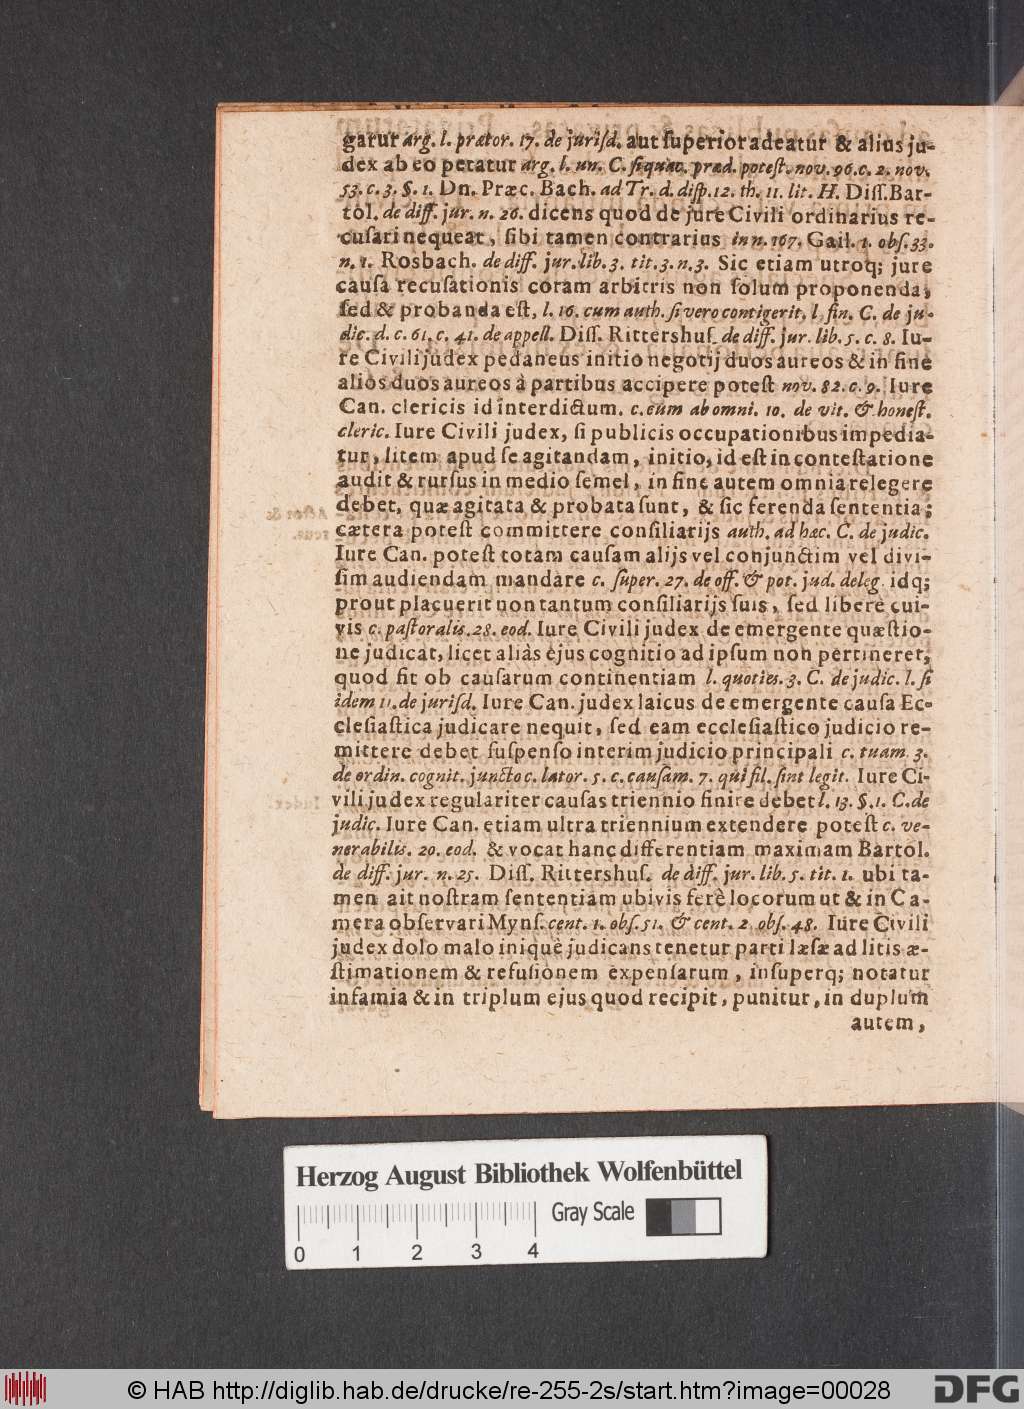 gatur arg. l. prætor. 17. de jurisd. aut superior adeatur & alius ju-
dex ab eo petatur arg. l. un. C. si quac. præd. potest. nov. 96. c. 2. nov.
53. c. 3. §. 1. Dn. Præc. Bach. ad Tr. d. disp. 12. th. 11. lit. H. Diss. Bar-
tol. de diff. jur. n. 26. dicens quod de jure Civili ordinarius re-
cusari nequeat, sibi tamen contrarius in n. 167. Gail. 1. obs. 33.
n. 1. Rosbach. de diff. jur. lib. 3. tit. 3. n. 3. Sic etiam utroq; jure
causa recusationis coram arbitris non solum proponenda,
sed & probanda est, l. 16. cum auth. si vero contigerit, l. fin. C. de ju-
dic. d. c. 61. c. 41. de appell. Diss. Rittershus. de diff. jur. lib. 5. c. 8. Iu-
re Civili judex pedaneus initio negotij duos aureos & in fine
alios duos aureos à partibus accipere potest nov. 82. c. 9. Iure
Can. clericis id interdictum. c. cùm ab omni. 10. de vit. & honest.
cleric. Iure Civili judex, si publicis occupationibus impedia-
tur, litem apud se agitandam, initio, id est in contestatione
audit & rursus in medio semel, in fine autem omnia relegere
debet, quæ agitata & probata sunt, & sic ferenda sententia;
cætera potest committere consiliarijs auth. ad hæc. C. de judic.
Iure Can. potest totam causam alijs vel conjunctim vel divi-
sim audiendam mandare c. super. 27. de off. & pot. jud. deleg. idq;
prout placuerit non tantum consiliarijs suis, sed libere cui-
vis c. pastoralis. 28. eod. Iure Civili judex de emergente quæstio-
ne judicat, licet aliàs ejus cognitio ad ipsum non pertineret,
quod fit ob causarum continentiam l. quoties. 3. C. de judic. l. si
idem 11. de jurisd. Iure Can. judex laicus de emergente causa Ec-
clesiastica judicare nequit, sed eam ecclesiastico judicio re-
mittere debet suspenso interim judicio principali c. tuam 3.
de ordin. cognit. juncto c. lator. 5. c. causam. 7. qui fil. sint legit. Iure Ci-
vili judex regulariter causas triennio finire debet l. 13. §. 1. C. de
judic. Iure Can. etiam ultra triennium extendere potest c. ve-
nerabilis. 20. eod. & vocat hanc differentiam maximam Bartol.
de diff. jur. n. 25. Diss. Rittershus. de diff. jur. lib. 5. tit. 1. ubi ta-
men ait nostram sententiam ubivis ferè locorum ut & in Ca-
mera observari Myns. cent. 1. obs. 51. & cent. 2. obs. 48. Iure Civili
judex dolo malo iniquè judicans tenetur parti læsæ ad litis æ-
stimationem & refusionem expensarum, insuperq; notatur
infamia & in triplum ejus quod recipit, punitur, in duplum
autem,
Herzog August Bibliothek Wolfenbüttel
Gray Scale
0 1 2 3 4
© HAB http://diglib.hab.de/drucke/re-255-2s/start.htm?image=00028
DFG